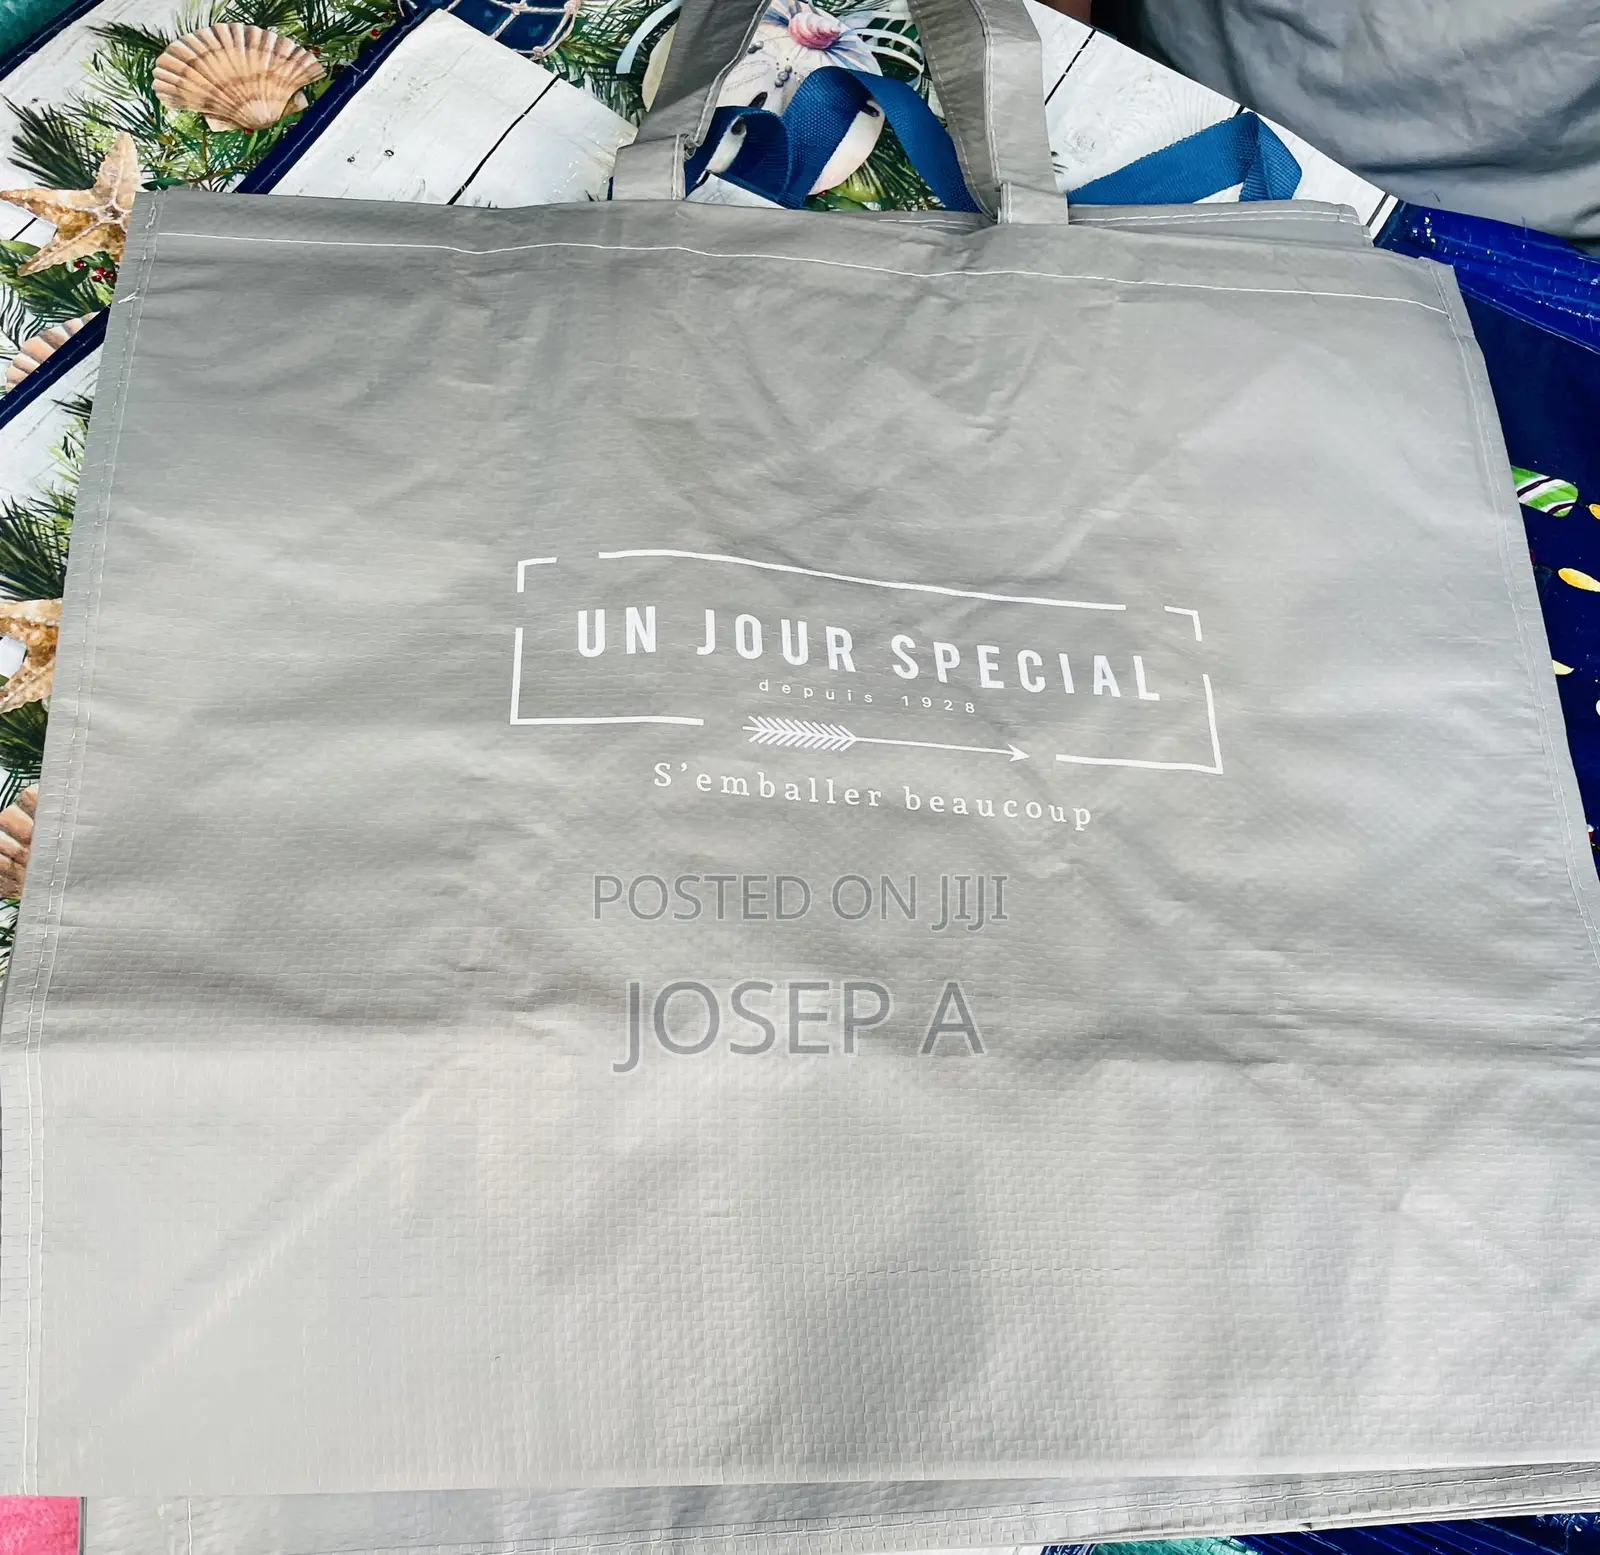 UN JOUR SPECIAL
depuis 1928
S'emballer beaucoup
POSTED ON JIJI
JOSEP A